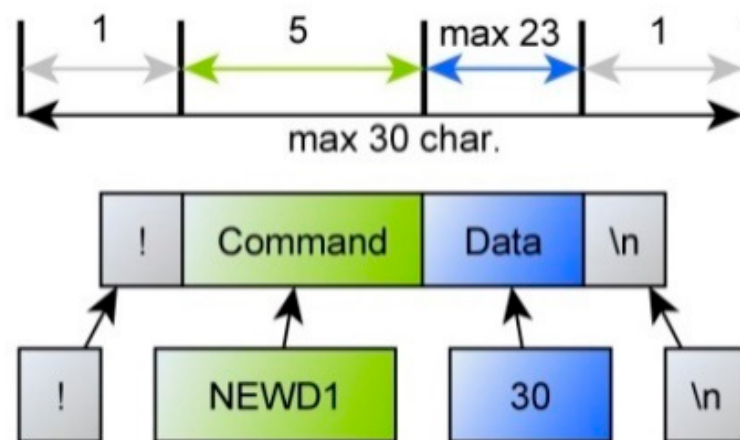 1 5 max 23 1
max 30 char.
! Command Data \n
! NEWD1 30 \n